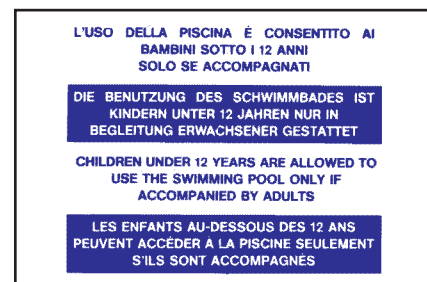 L'USO DELLA PISCINA É CONSENTITO AI
BAMBINI SOTTO I 12 ANNI
SOLO SE ACCOMPAGNATI
DIE BENUTZUNG DES SCHWIMMBADES IST
KINDERN UNTER 12 JAHREN NUR IN
BEGLEITUNG ERWACHSENER GESTATTET
CHILDREN UNDER 12 YEARS ARE ALLOWED TO
USE THE SWIMMING POOL ONLY IF
ACCOMPANIED BY ADULTS
LES ENFANTS AU-DESSOUS DES 12 ANS
PEUVENT ACCÉDER À LA PISCINE SEULEMENT
S'ILS SONT ACCOMPAGNÉS